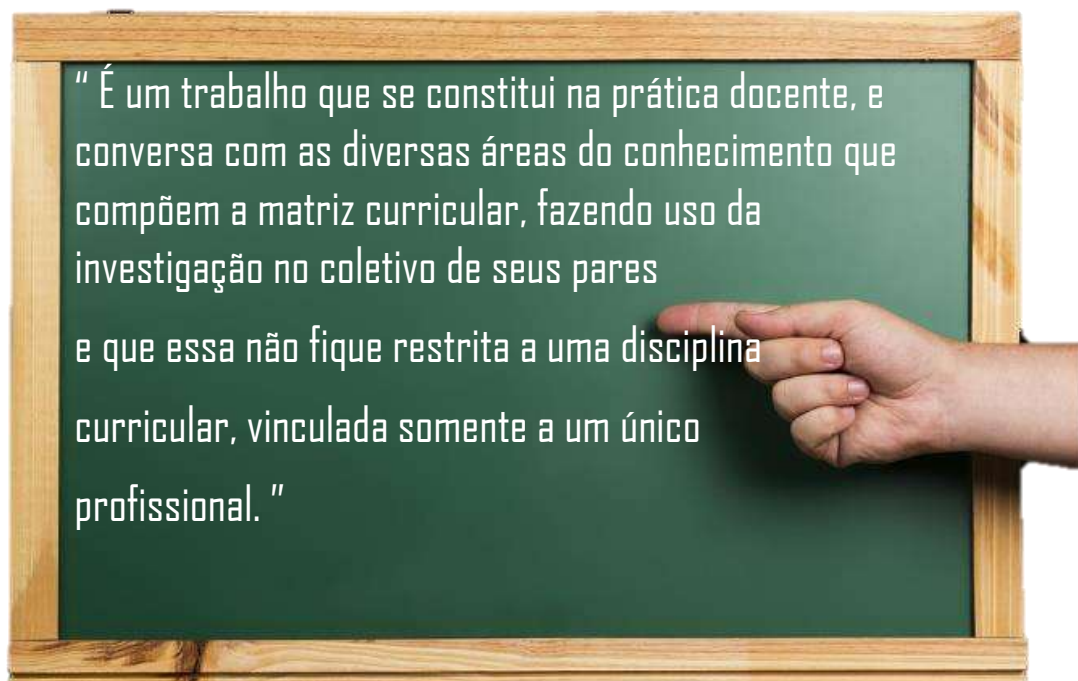 “ É um trabalho que se constitui na prática docente, e
conversa com as diversas áreas do conhecimento que
compõem a matriz curricular, fazendo uso da
investigação no coletivo de seus pares
e que essa não fique restrita a uma disciplina
curricular, vinculada somente a um único
profissional. ”